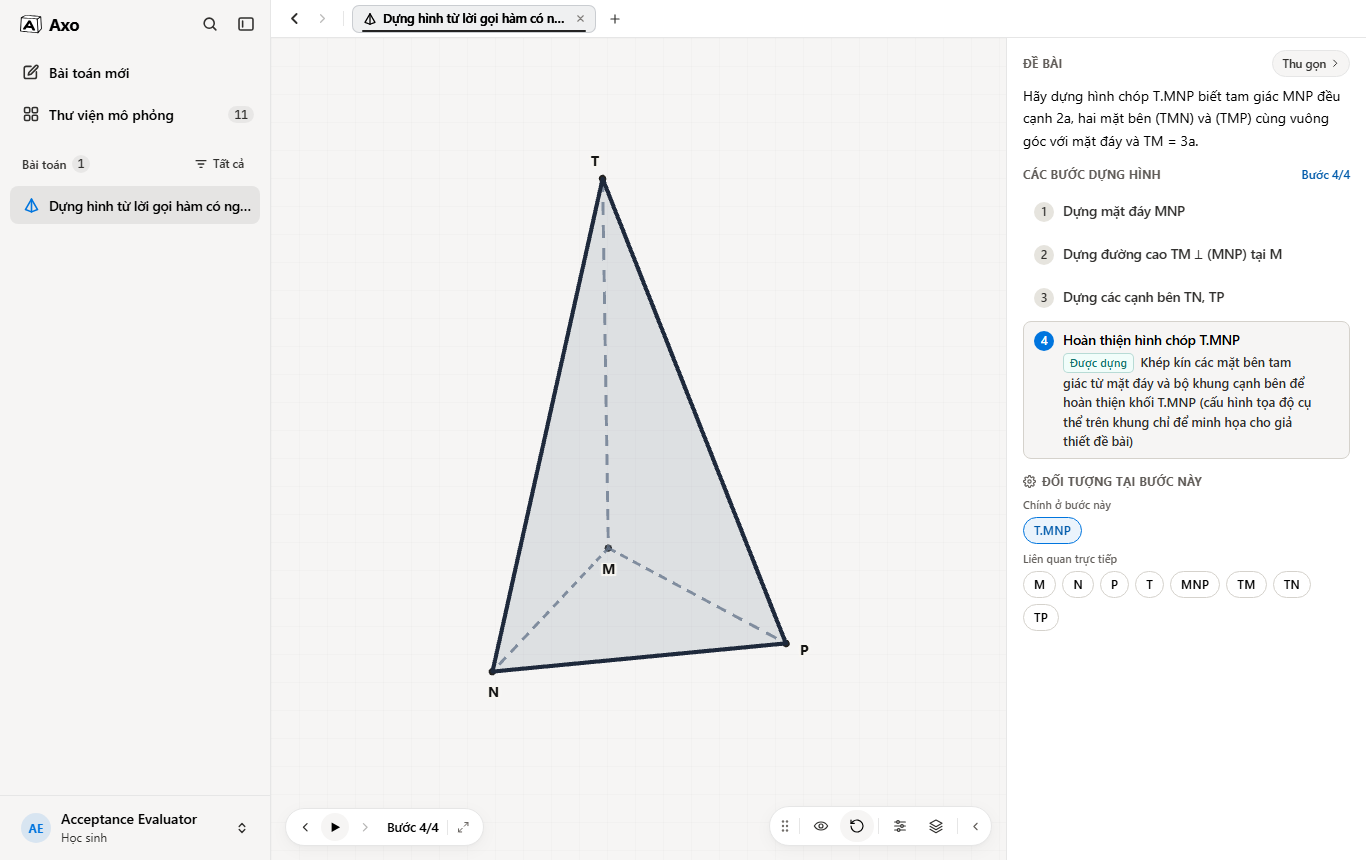 Axo
Bài toán mới
Thư viện mô phỏng 11
Bài toán 1 Tất cả
Dựng hình từ lời gọi hàm có ng...
Acceptance Evaluator
AE
Học sinh
Dựng hình từ lời gọi hàm có n...
T
M
N
P
Bước 4/4
ĐỀ BÀI Thu gọn
Hãy dựng hình chóp T.MNP biết tam giác MNP đều
cạnh 2a, hai mặt bên (TMN) và (TMP) cùng vuông
góc với mặt đáy và TM = 3a.
CÁC BƯỚC DỰNG HÌNH Bước 4/4
1 Dựng mặt đáy MNP
2 Dựng đường cao TM ⊥ (MNP) tại M
3 Dựng các cạnh bên TN, TP
4 Hoàn thiện hình chóp T.MNP
Được dựng Khép kín các mặt bên tam
giác từ mặt đáy và bộ khung cạnh bên để
hoàn thiện khối T.MNP (cấu hình tọa độ cụ
thể trên khung chỉ để minh họa cho giả
thiết đề bài)
ĐỐI TƯỢNG TẠI BƯỚC NÀY
Chính ở bước này
T.MNP
Liên quan trực tiếp
M N P T MNP TM TN
TP